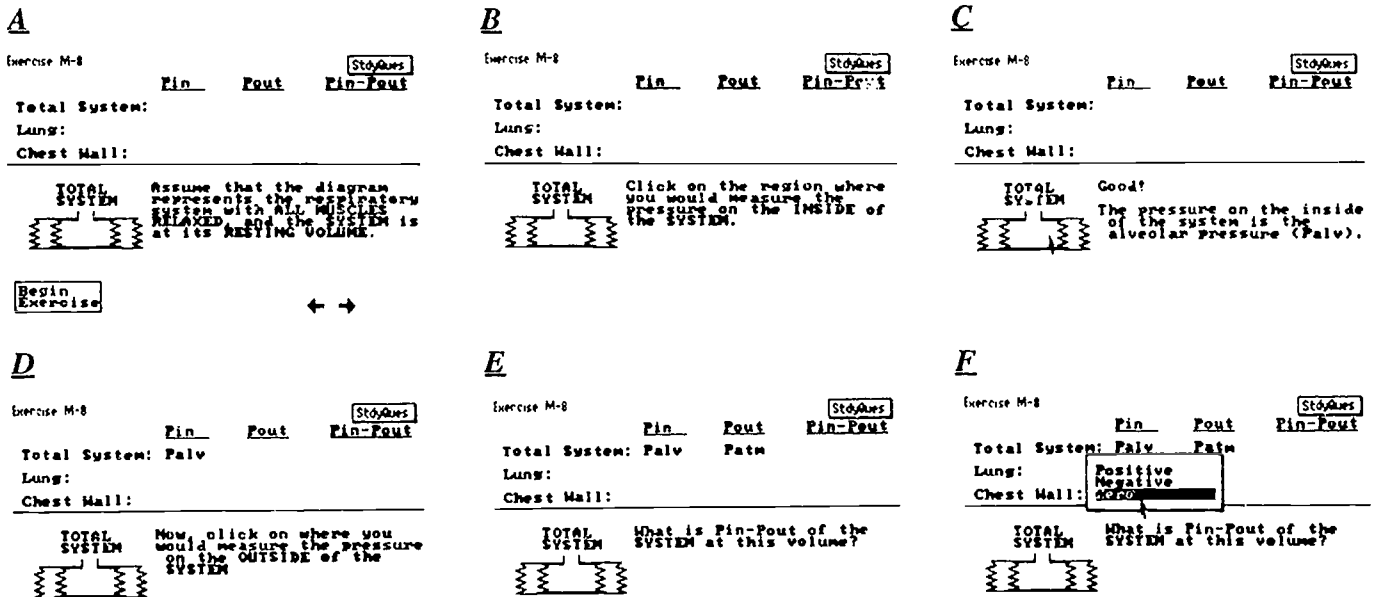 A
Exercise M-8
StdyQues
Pin Pout Pin-Pout
Total System:
Lung:
Chest Wall:
TOTAL
SYSTEM
Assume that the diagram
represents the respiratory
system with ALL MUSCLES
RELAXED, and the SYSTEM is
at its RESTING VOLUME.
Begin
Exercise
B
Exercise M-8
StdyQues
Pin Pout Pin-Pout
Total System:
Lung:
Chest Wall:
TOTAL
SYSTEM
Click on the region where
you would measure the
pressure on the INSIDE of
the SYSTEM.
C
Exercise M-8
StdyQues
Pin Pout Pin-Pout
Total System:
Lung:
Chest Wall:
TOTAL
SYSTEM
Good!
The pressure on the inside
of the system is the
alveolar pressure (Palv).
D
Exercise M-8
StdyQues
Pin Pout Pin-Pout
Total System: Palv
Lung:
Chest Wall:
TOTAL
SYSTEM
Now, click on where you
would measure the pressure
on the OUTSIDE of the
SYSTEM
E
Exercise M-8
StdyQues
Pin Pout Pin-Pout
Total System: Palv Patm
Lung:
Chest Wall:
TOTAL
SYSTEM
What is Pin-Pout of the
SYSTEM at this volume?
F
Exercise M-8
StdyQues
Pin Pout Pin-Pout
Total System: Palv Patm
Lung:
Chest Wall:
Positive
Negative
Zero
TOTAL
SYSTEM
What is Pin-Pout of the
SYSTEM at this volume?